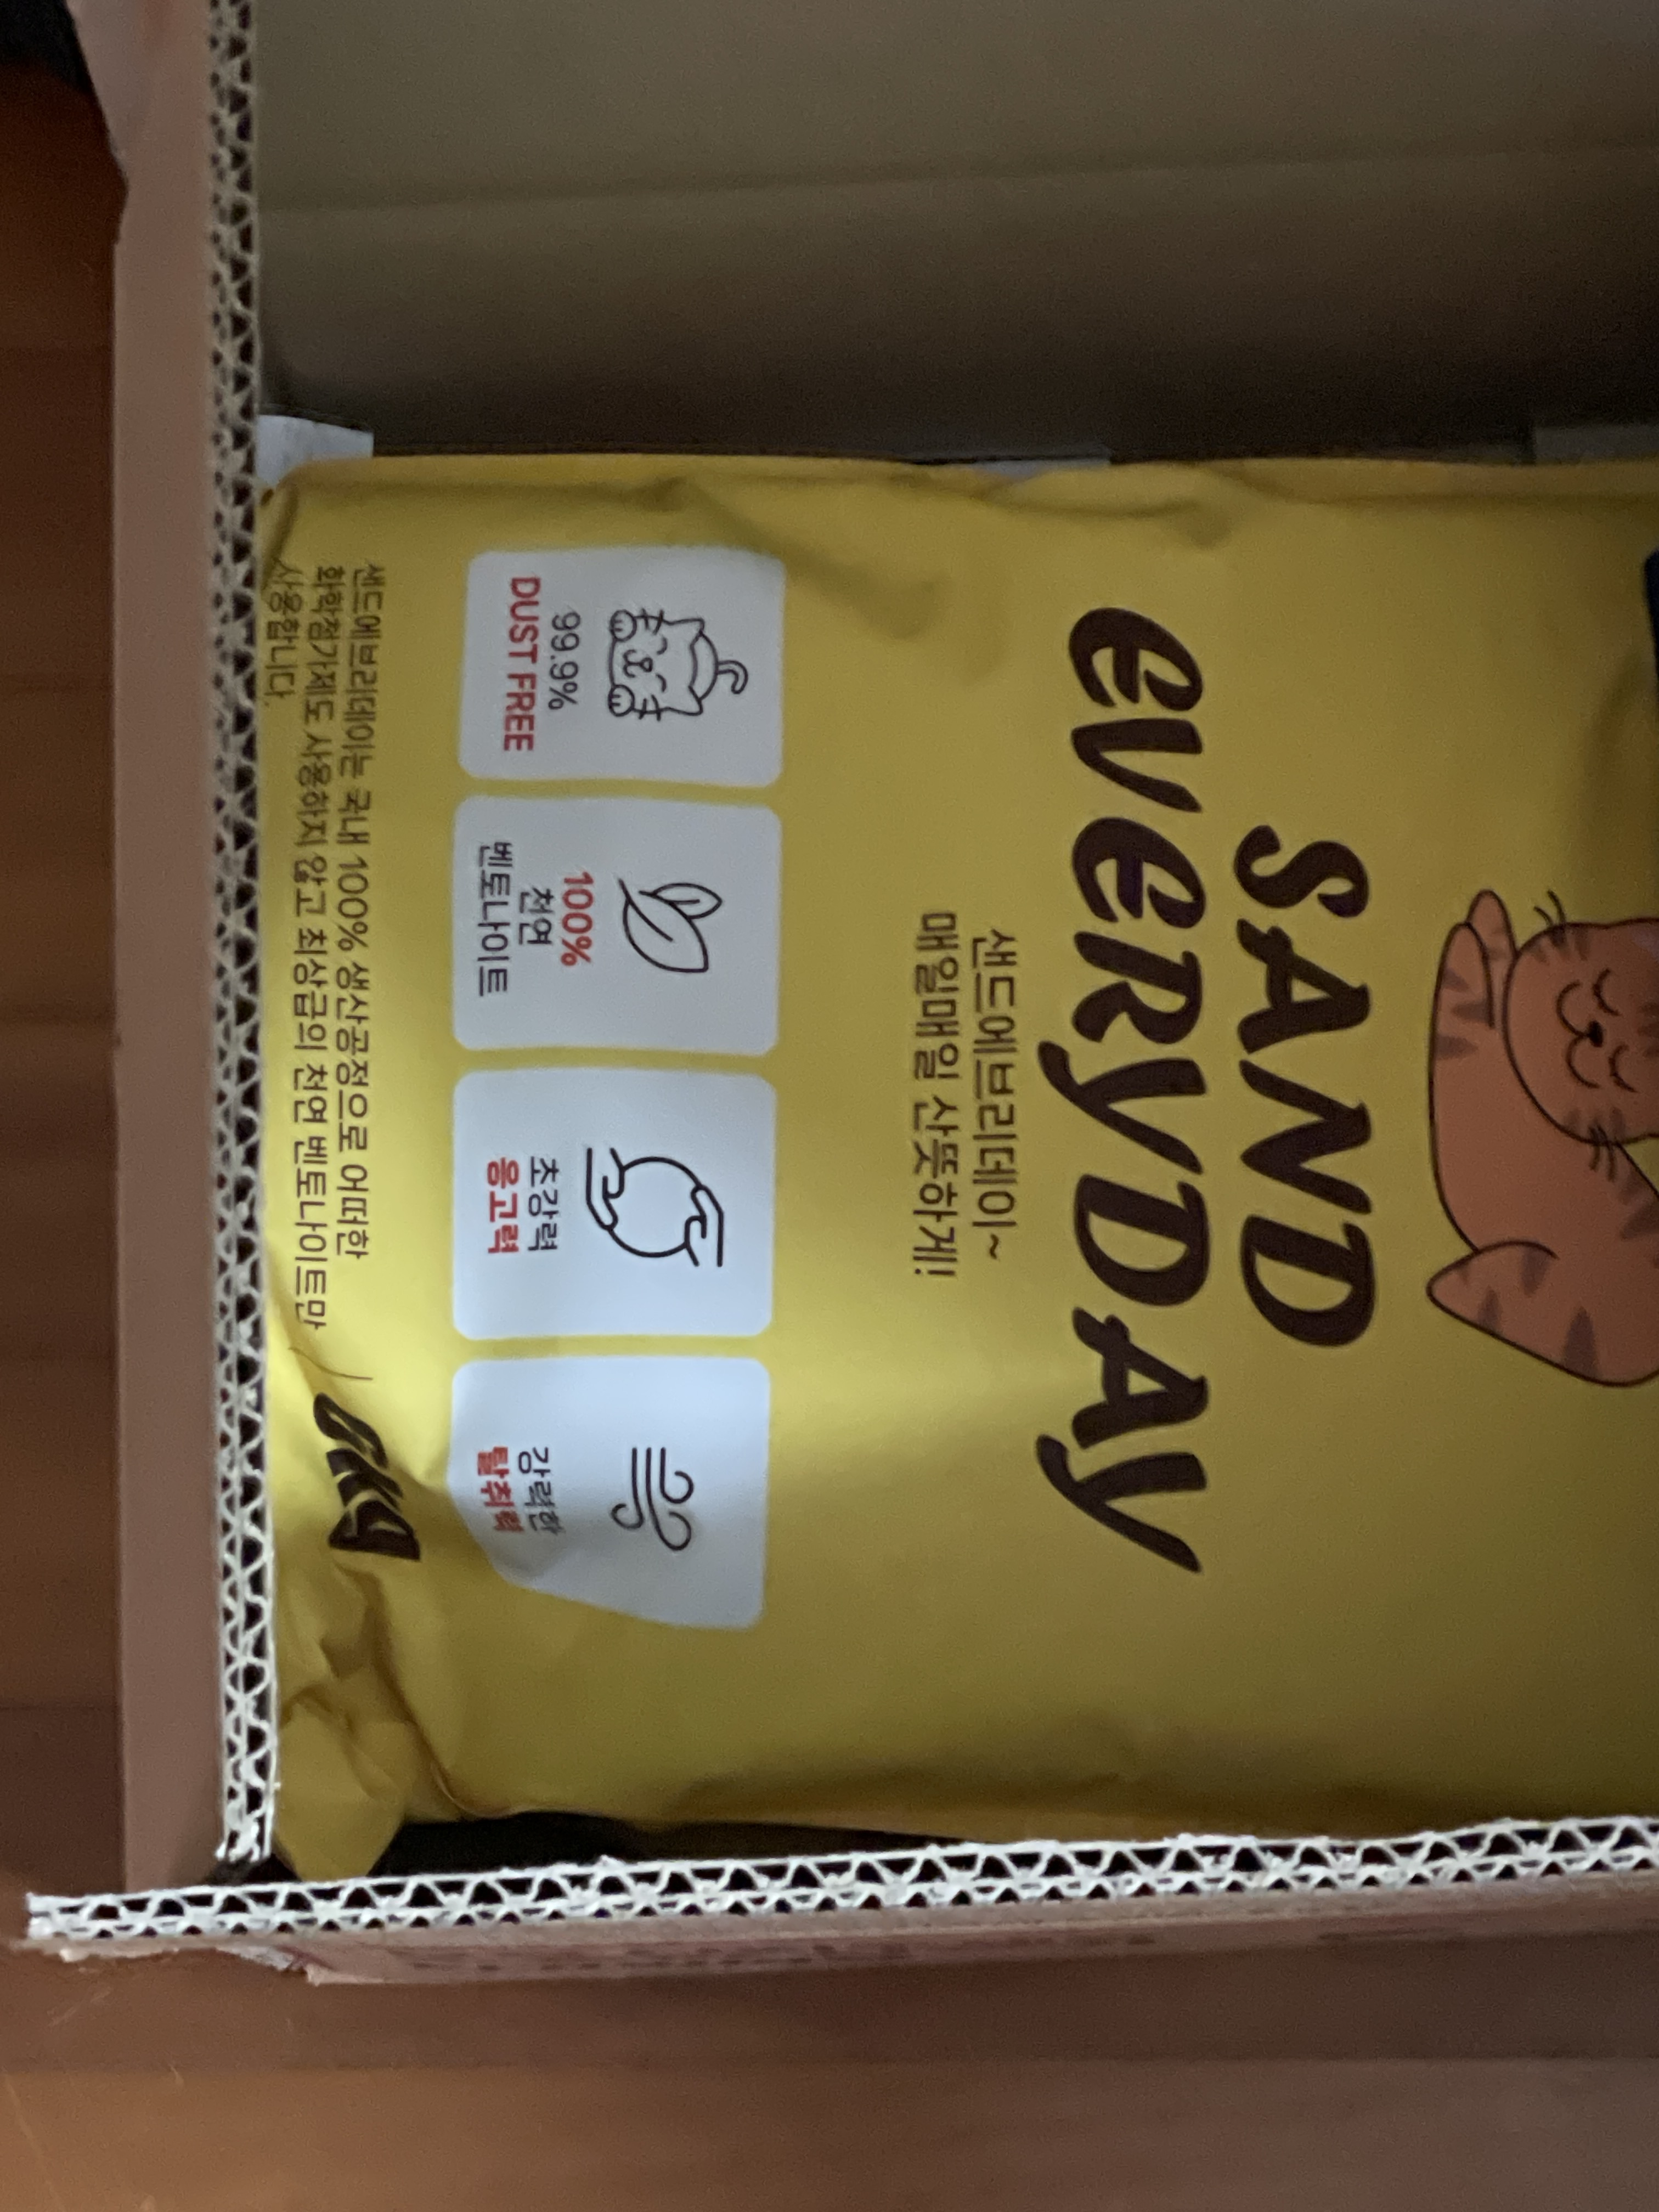 SAND
eVeRyDAy
샌드에브리데이~
매일매일 산뜻하게!
99.9%
DUST FREE
100%
천연
벤토나이트
초강력
응고력
강력한
탈취력
샌드에브리데이는 국내 100% 생산공정으로 어떠한
화학첨가제도 사용하지 않고 최상급의 천연 벤토나이트만
사용합니다.